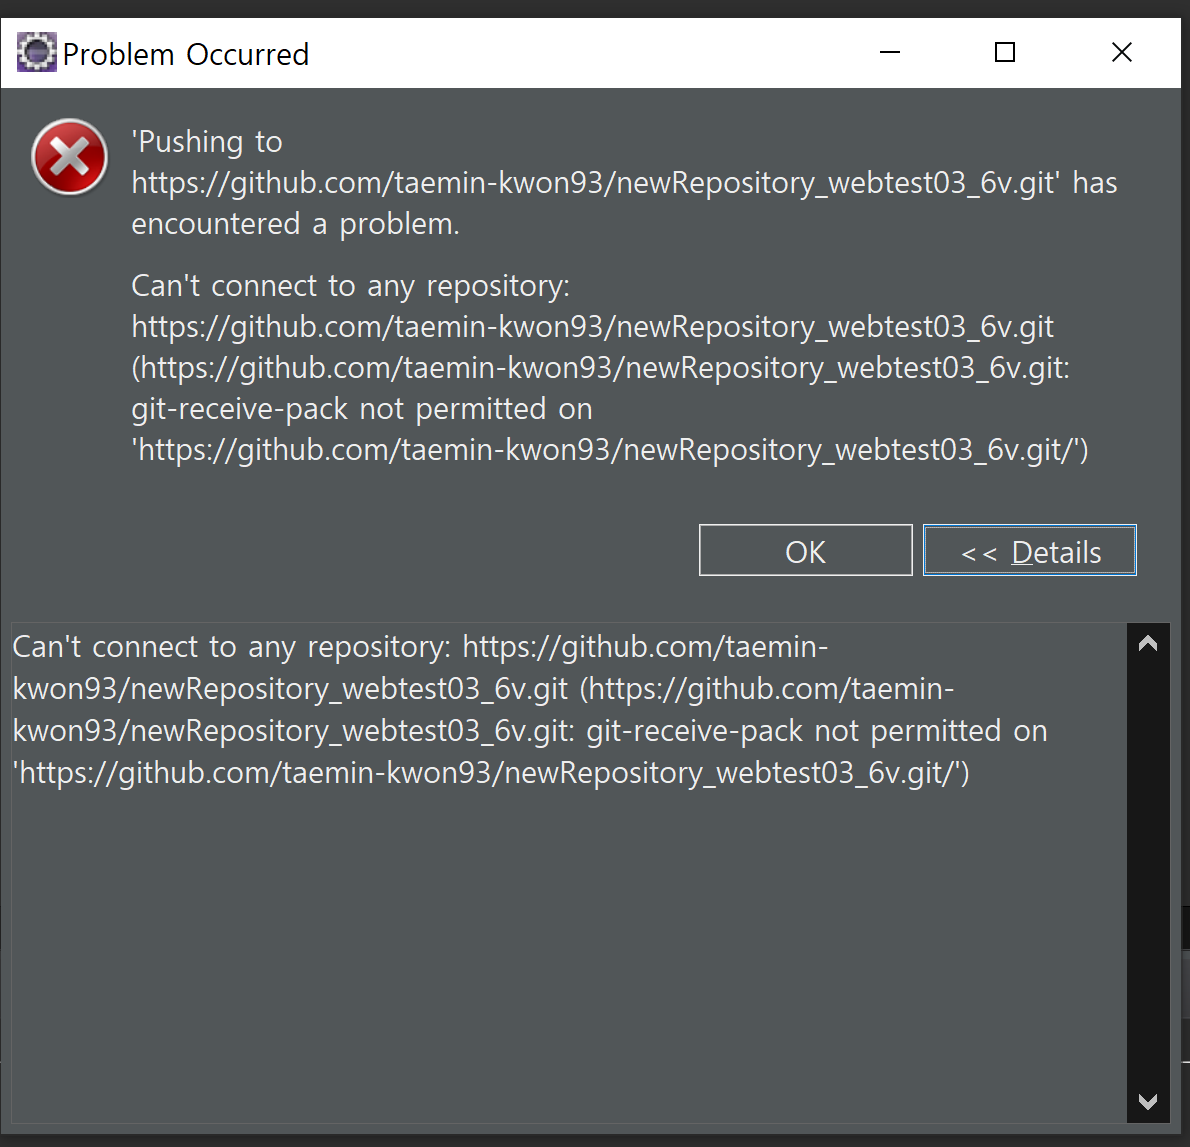 Problem Occurred
'Pushing to
https://github.com/taemin-kwon93/newRepository_webtest03_6v.git' has
encountered a problem.
Can't connect to any repository:
https://github.com/taemin-kwon93/newRepository_webtest03_6v.git
(https://github.com/taemin-kwon93/newRepository_webtest03_6v.git:
git-receive-pack not permitted on
'https://github.com/taemin-kwon93/newRepository_webtest03_6v.git/')
OK
<< Details
Can't connect to any repository: https://github.com/taemin-
kwon93/newRepository_webtest03_6v.git (https://github.com/taemin-
kwon93/newRepository_webtest03_6v.git: git-receive-pack not permitted on
'https://github.com/taemin-kwon93/newRepository_webtest03_6v.git/')